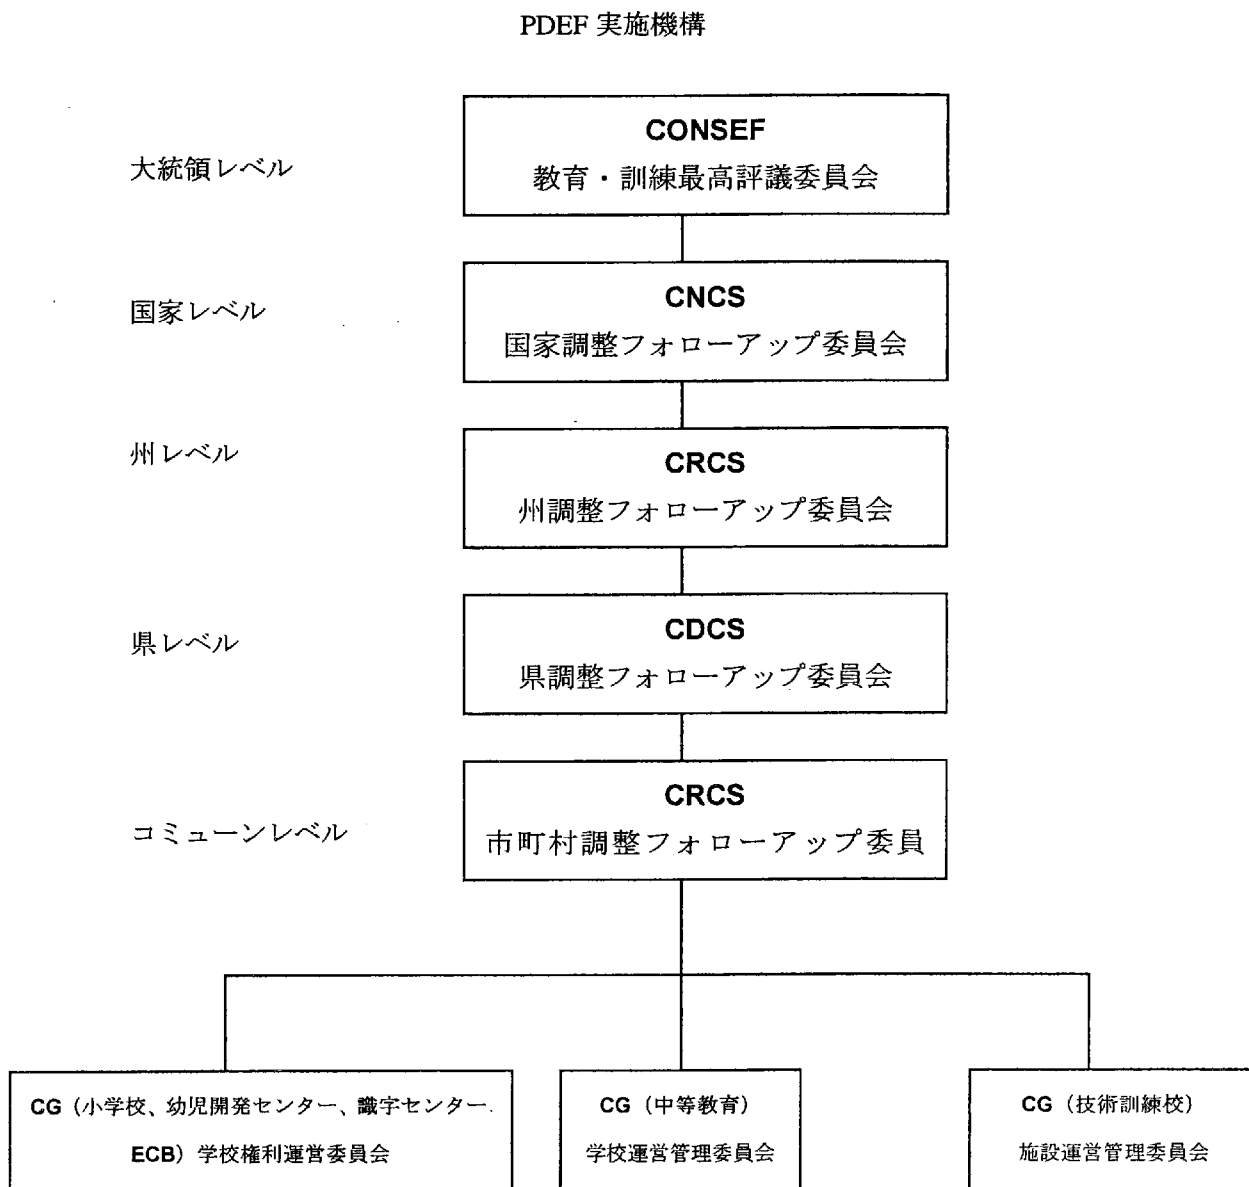 PDEF 実施機構
大統領レベル
CONSEF
教育・訓練最高評議委員会
国家レベル
CNCS
国家調整フォローアップ委員会
州レベル
CRCS
州調整フォローアップ委員会
県レベル
CDCS
県調整フォローアップ委員会
コミューンレベル
CRCS
市町村調整フォローアップ委員
CG（小学校、幼児開発センター、識字センター.
ECB）学校権利運営委員会
CG（中等教育）
学校運営管理委員会
CG（技術訓練校）
施設運営管理委員会